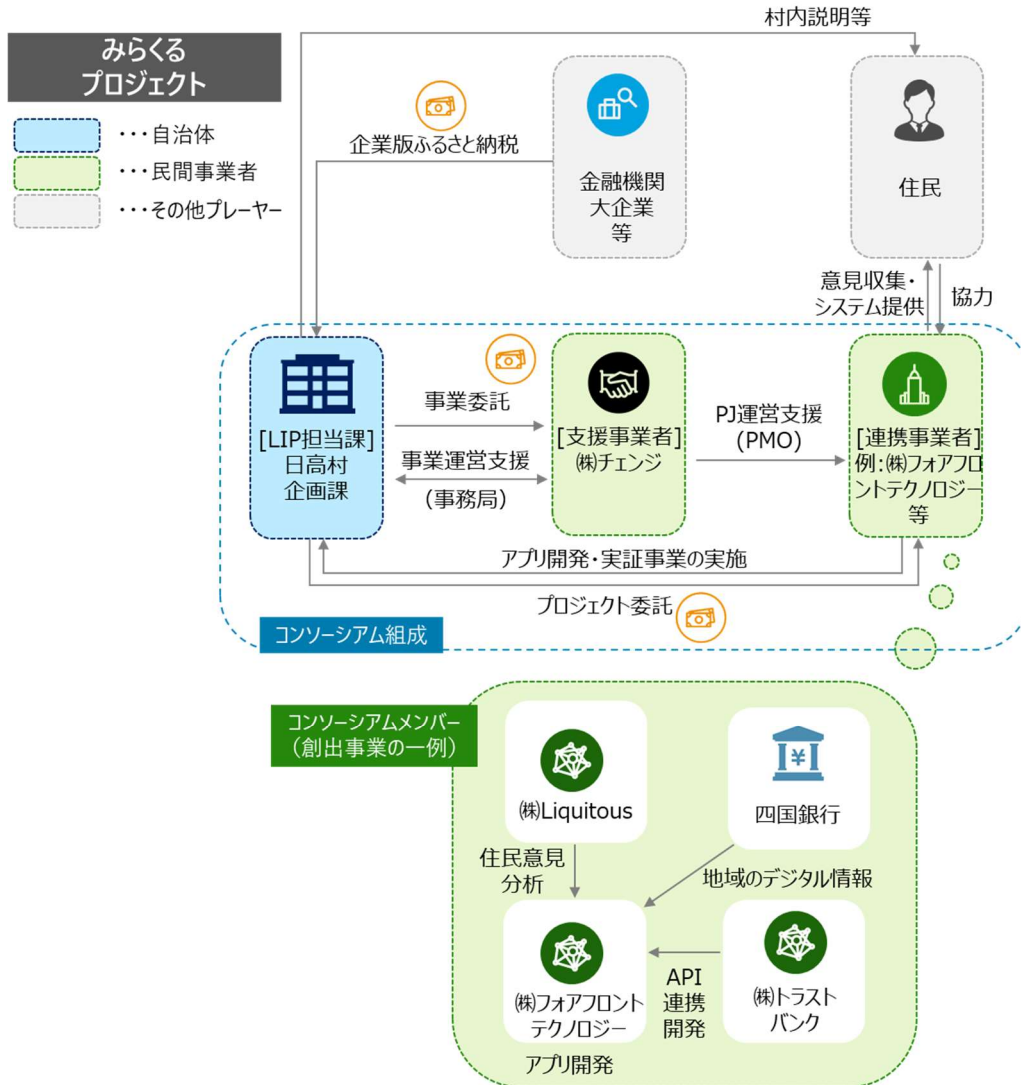 みらくる
プロジェクト
・・・自治体
・・・民間事業者
・・・その他プレーヤー
村内説明等
企業版ふるさと納税
金融機関
大企業
等
住民
意見収集・
システム提供
協力
[LIP担当課]
日高村
企画課
事業委託
事業運営支援
(事務局)
[支援事業者]
㈱チェンジ
PJ運営支援
(PMO)
[連携事業者]
例:㈱フォアフロ
ントテクノロジー
等
アプリ開発・実証事業の実施
プロジェクト委託
コンソーシアム組成
コンソーシアムメンバー
（創出事業の一例）
㈱Liquitous
¥
四国銀行
住民意見
分析
地域のデジタル情報
㈱フォアフロント
テクノロジー
アプリ開発
API
連携
開発
㈱トラスト
バンク